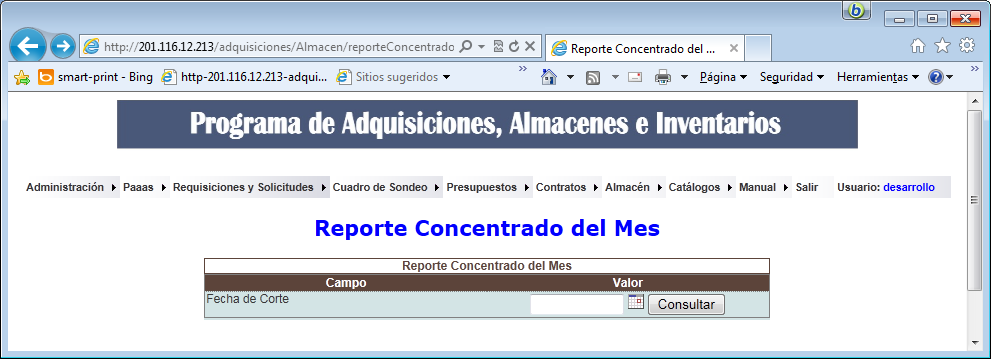 http://201.116.12.213/adquisiciones/Almacen/reporteConcentrado
Reporte Concentrado del ...
smart-print - Bing
http-201.116.12.213-adqui...
Sitios sugeridos
Página
Seguridad
Herramientas
Programa de Adquisiciones, Almacenes e Inventarios
Administración Paaas Requisiciones y Solicitudes Cuadro de Sondeo Presupuestos Contratos Almacén Catálogos Manual Salir Usuario: desarrollo
Reporte Concentrado del Mes
Reporte Concentrado del Mes
Campo Valor
Fecha de Corte Consultar